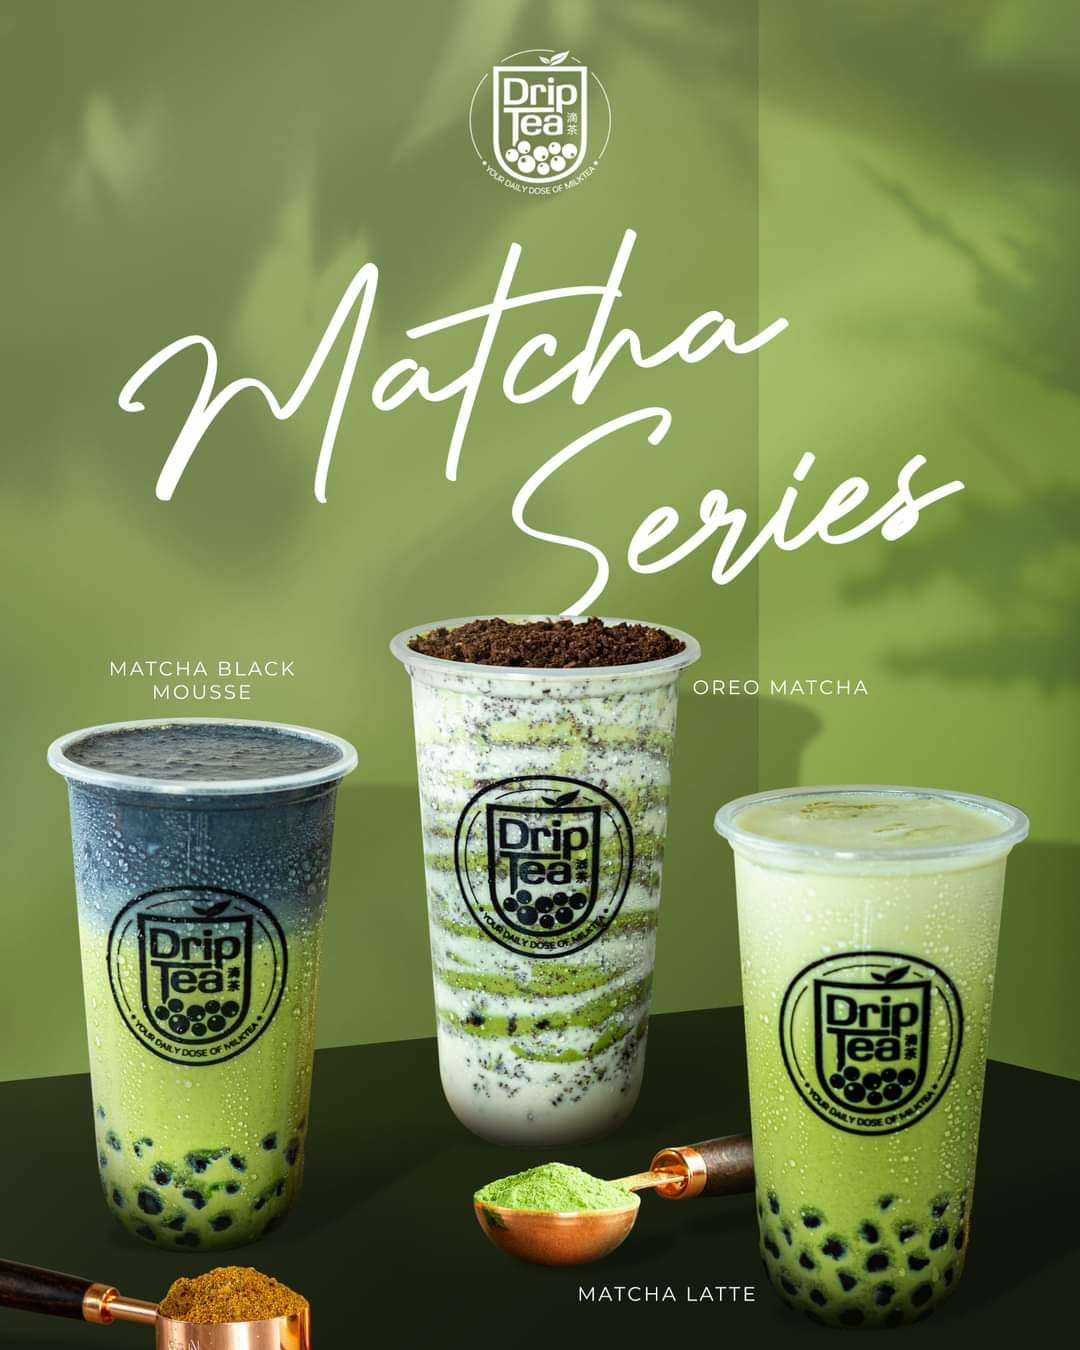 Drip
Tea
滴茶
• YOUR DAILY DOSE OF MILKTEA •
Matcha
Series
MATCHA BLACK
MOUSSE
OREO MATCHA
Drip
Tea
滴茶
• YOUR DAILY DOSE OF MILKTEA •
Drip
Tea
滴茶
• YOUR DAILY DOSE OF MILKTEA •
Drip
Tea
滴茶
• YOUR DAILY DOSE OF MILKTEA •
MATCHA LATTE